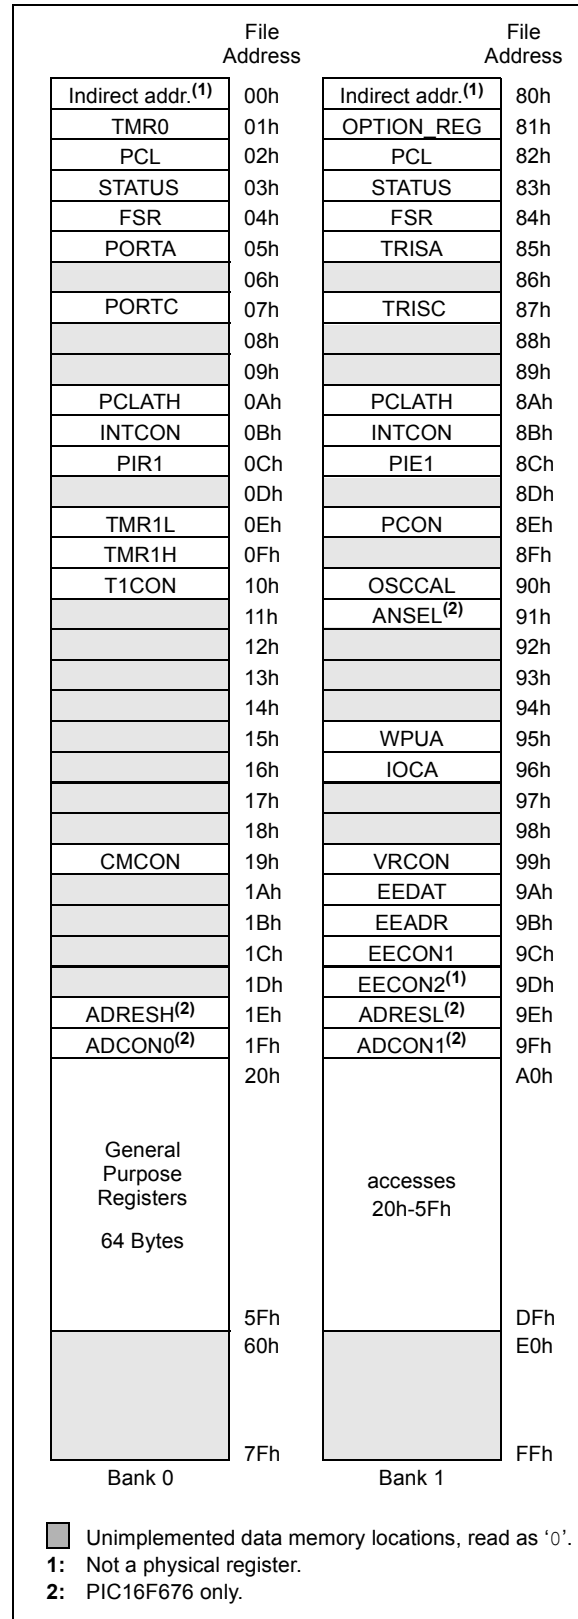 File Address File Address
Indirect addr.(1) 00h Indirect addr.(1) 80h
TMR0 01h OPTION_REG 81h
PCL 02h PCL 82h
STATUS 03h STATUS 83h
FSR 04h FSR 84h
PORTA 05h TRISA 85h
06h 86h
PORTC 07h TRISC 87h
08h 88h
09h 89h
PCLATH 0Ah PCLATH 8Ah
INTCON 0Bh INTCON 8Bh
PIR1 0Ch PIE1 8Ch
0Dh 8Dh
TMR1L 0Eh PCON 8Eh
TMR1H 0Fh 8Fh
T1CON 10h OSCCAL 90h
11h ANSEL(2) 91h
12h 92h
13h 93h
14h 94h
15h WPUA 95h
16h IOCA 96h
17h 97h
18h 98h
CMCON 19h VRCON 99h
1Ah EEDAT 9Ah
1Bh EEADR 9Bh
1Ch EECON1 9Ch
1Dh EECON2(1) 9Dh
ADRESH(2) 1Eh ADRESL(2) 9Eh
ADCON0(2) 1Fh ADCON1(2) 9Fh
20h A0h
General
Purpose
Registers
64 Bytes
accesses
20h-5Fh
5Fh DFh
60h E0h
7Fh FFh
Bank 0 Bank 1
Unimplemented data memory locations, read as ‘0’.
1: Not a physical register.
2: PIC16F676 only.